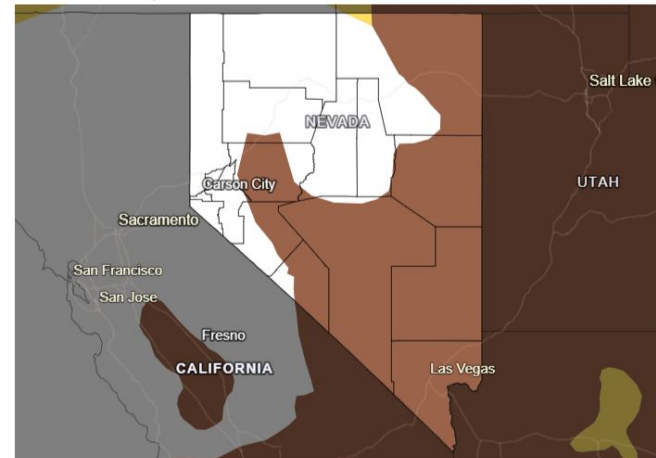 Salt Lake
NEVADA
Carson City
UTAH
Sacramento
San Francisco
San Jose
Fresno
CALIFORNIA
Las Vegas